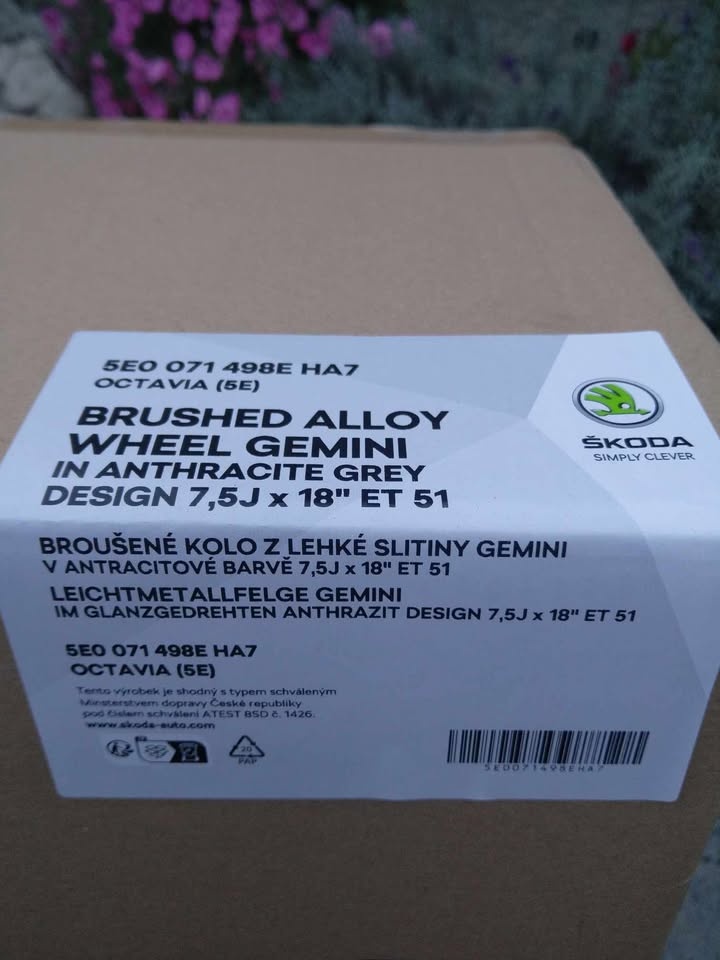 5E0 071 498E HA7
OCTAVIA (5E)
BRUSHED ALLOY
WHEEL GEMINI
IN ANTHRACITE GREY
DESIGN 7,5J x 18" ET 51
ŠKODA
SIMPLY CLEVER
BROUŠENÉ KOLO Z LEHKÉ SLITINY GEMINI
V ANTRACITOVÉ BARVĚ 7,5J x 18" ET 51
LEICHTMETALLFELGE GEMINI
IM GLANZGEDREHTEN ANTHRAZIT DESIGN 7,5J x 18" ET 51
5E0 071 498E HA7
OCTAVIA (5E)
Tento výrobek je shodný s typem schváleným
Ministerstvem dopravy České republiky
pod číslem schválení ATEST 8SD č. 1426.
www.skoda-auto.com
20
PAP
5E0071498EHA7